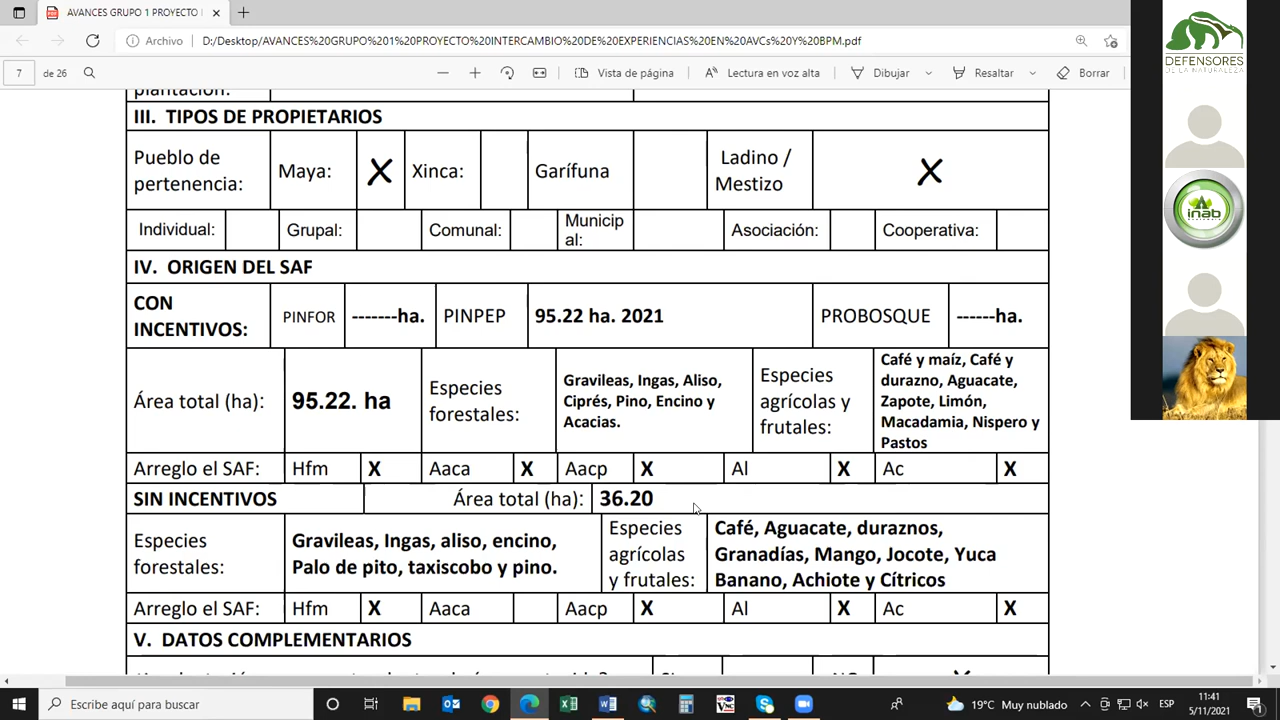 AVANCES GRUPO 1 PROYECTO
Archivo D:/Desktop/AVANCES%20GRUPO%201%20PROYECTO%20INTERCAMBIO%20DE%20EXPERIENCIAS%20EN%20AVCs%20Y%20BPM.pdf
7 de 26 Vista de página Lectura en voz alta Dibujar Resaltar Borrar
plantación:
III. TIPOS DE PROPIETARIOS
Pueblo de pertenencia: Maya: X Xinca: Garífuna Ladino / Mestizo X
Individual: Grupal: Comunal: Municipal: Asociación: Cooperativa:
IV. ORIGEN DEL SAF
CON INCENTIVOS: PINFOR -------ha. PINPEP 95.22 ha. 2021 PROBOSQUE ------ha.
Área total (ha): 95.22. ha
Especies forestales:
Gravileas, Ingas, Aliso,
Ciprés, Pino, Encino y
Acacias.
Especies
agrícolas y
frutales:
Café y maíz, Café y
durazno, Aguacate,
Zapote, Limón,
Macadamia, Nispero y
Pastos
Arreglo el SAF: Hfm X Aaca X Aacp X Al X Ac X
SIN INCENTIVOS Área total (ha): 36.20
Especies
forestales:
Gravileas, Ingas, aliso, encino,
Palo de pito, taxiscobo y pino.
Especies
agrícolas
y frutales:
Café, Aguacate, duraznos,
Granadías, Mango, Jocote, Yuca
Banano, Achiote y Cítricos
Arreglo el SAF: Hfm X Aaca Aacp X Al X Ac X
V. DATOS COMPLEMENTARIOS
DEFENSORES
DE LA NATURALEZA
inab
Escribe aquí para buscar
19°C Muy nublado
ESP
11:41
5/11/2021